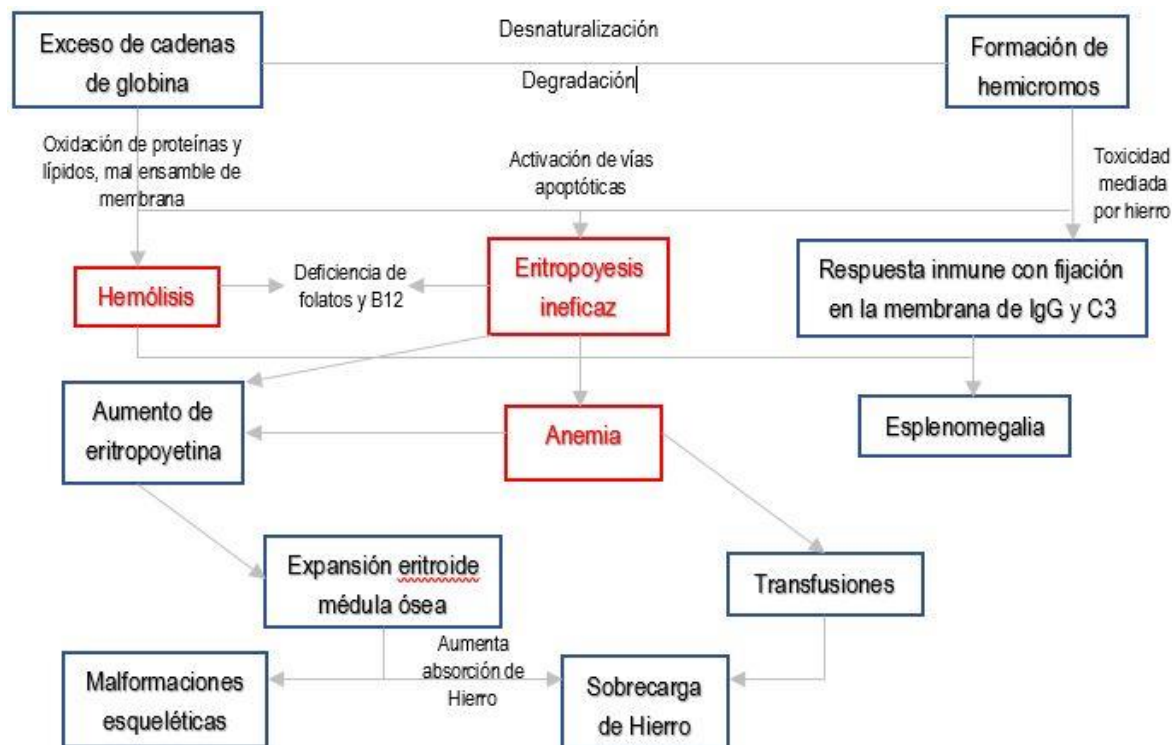 Exceso de cadenas
de globina
Desnaturalización
Degradación
Formación de
hemicromos
Oxidación de proteínas y
lípidos, mal ensamble de
membrana
Activación de vías
apoptóticas
Toxicidad
mediada
por hierro
Hemólisis
Deficiencia de
folatos y B12
Eritropoyesis
ineficaz
Respuesta inmune con fijación
en la membrana de IgG y C3
Aumento de
eritropoyetina
Anemia
Esplenomegalia
Expansión eritroide
médula ósea
Transfusiones
Malformaciones
esqueléticas
Aumenta
absorción de
Hierro
Sobrecarga
de Hierro